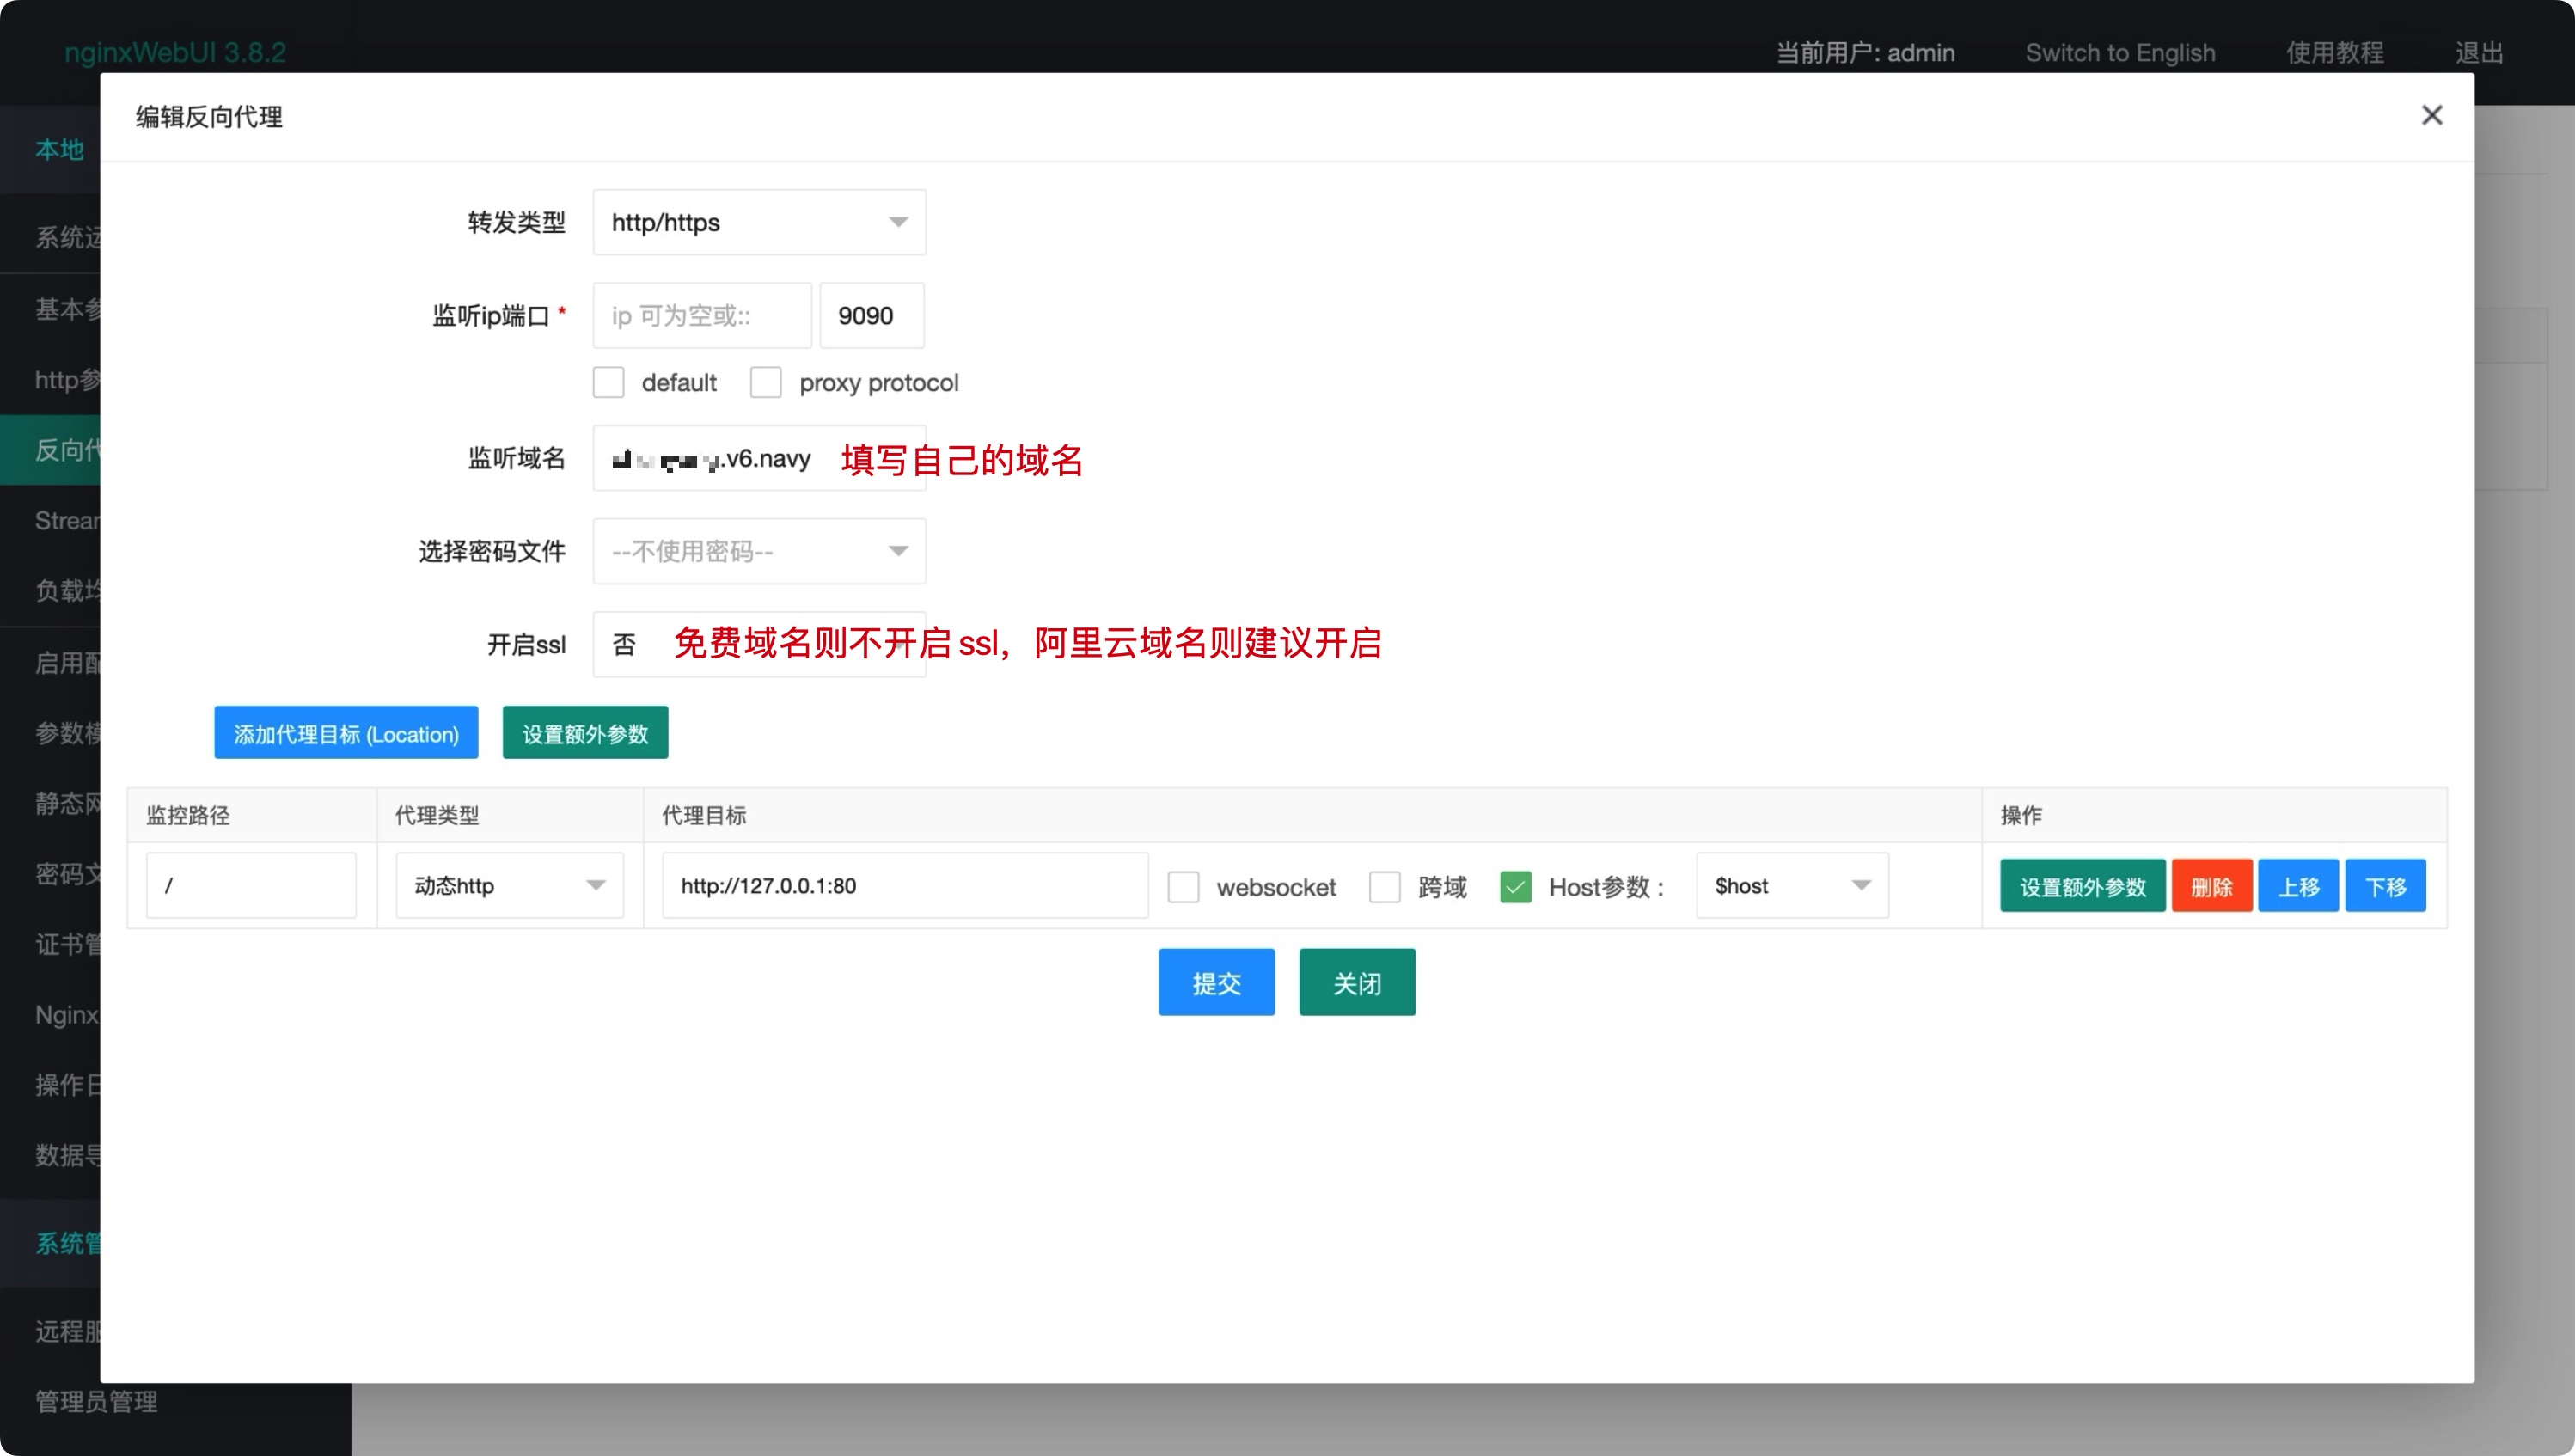 nginxWebUI 3.8.2
当前用户: admin
Switch to English
使用教程
退出
编辑反向代理
本地
系统运
基本参
http参
反向代
Strear
负载均
启用配
参数模
静态网
密码文
证书管
Nginx
操作日
数据导
系统管
远程服
管理员管理
转发类型
http/https
监听ip端口 *
ip 可为空或::
9090
default
proxy protocol
监听域名
.v6.navy
填写自己的域名
选择密码文件
--不使用密码--
开启ssl
否
免费域名则不开启 ssl，阿里云域名则建议开启
添加代理目标 (Location)
设置额外参数
监控路径
代理类型
代理目标
操作
/
动态http
http://127.0.0.1:80
websocket
跨域
Host参数 :
$host
设置额外参数
删除
上移
下移
提交
关闭